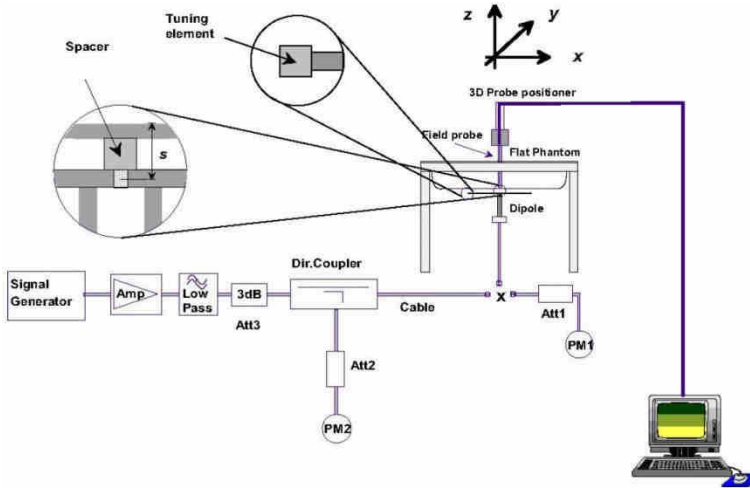 Tuning
element
Spacer
s
z
y
x
3D Probe positioner
Field probe
Flat Phantom
Dipole
Signal
Generator
Amp
Low
Pass
3dB
Att3
Dir.Coupler
Cable
x
Att1
PM1
Att2
PM2